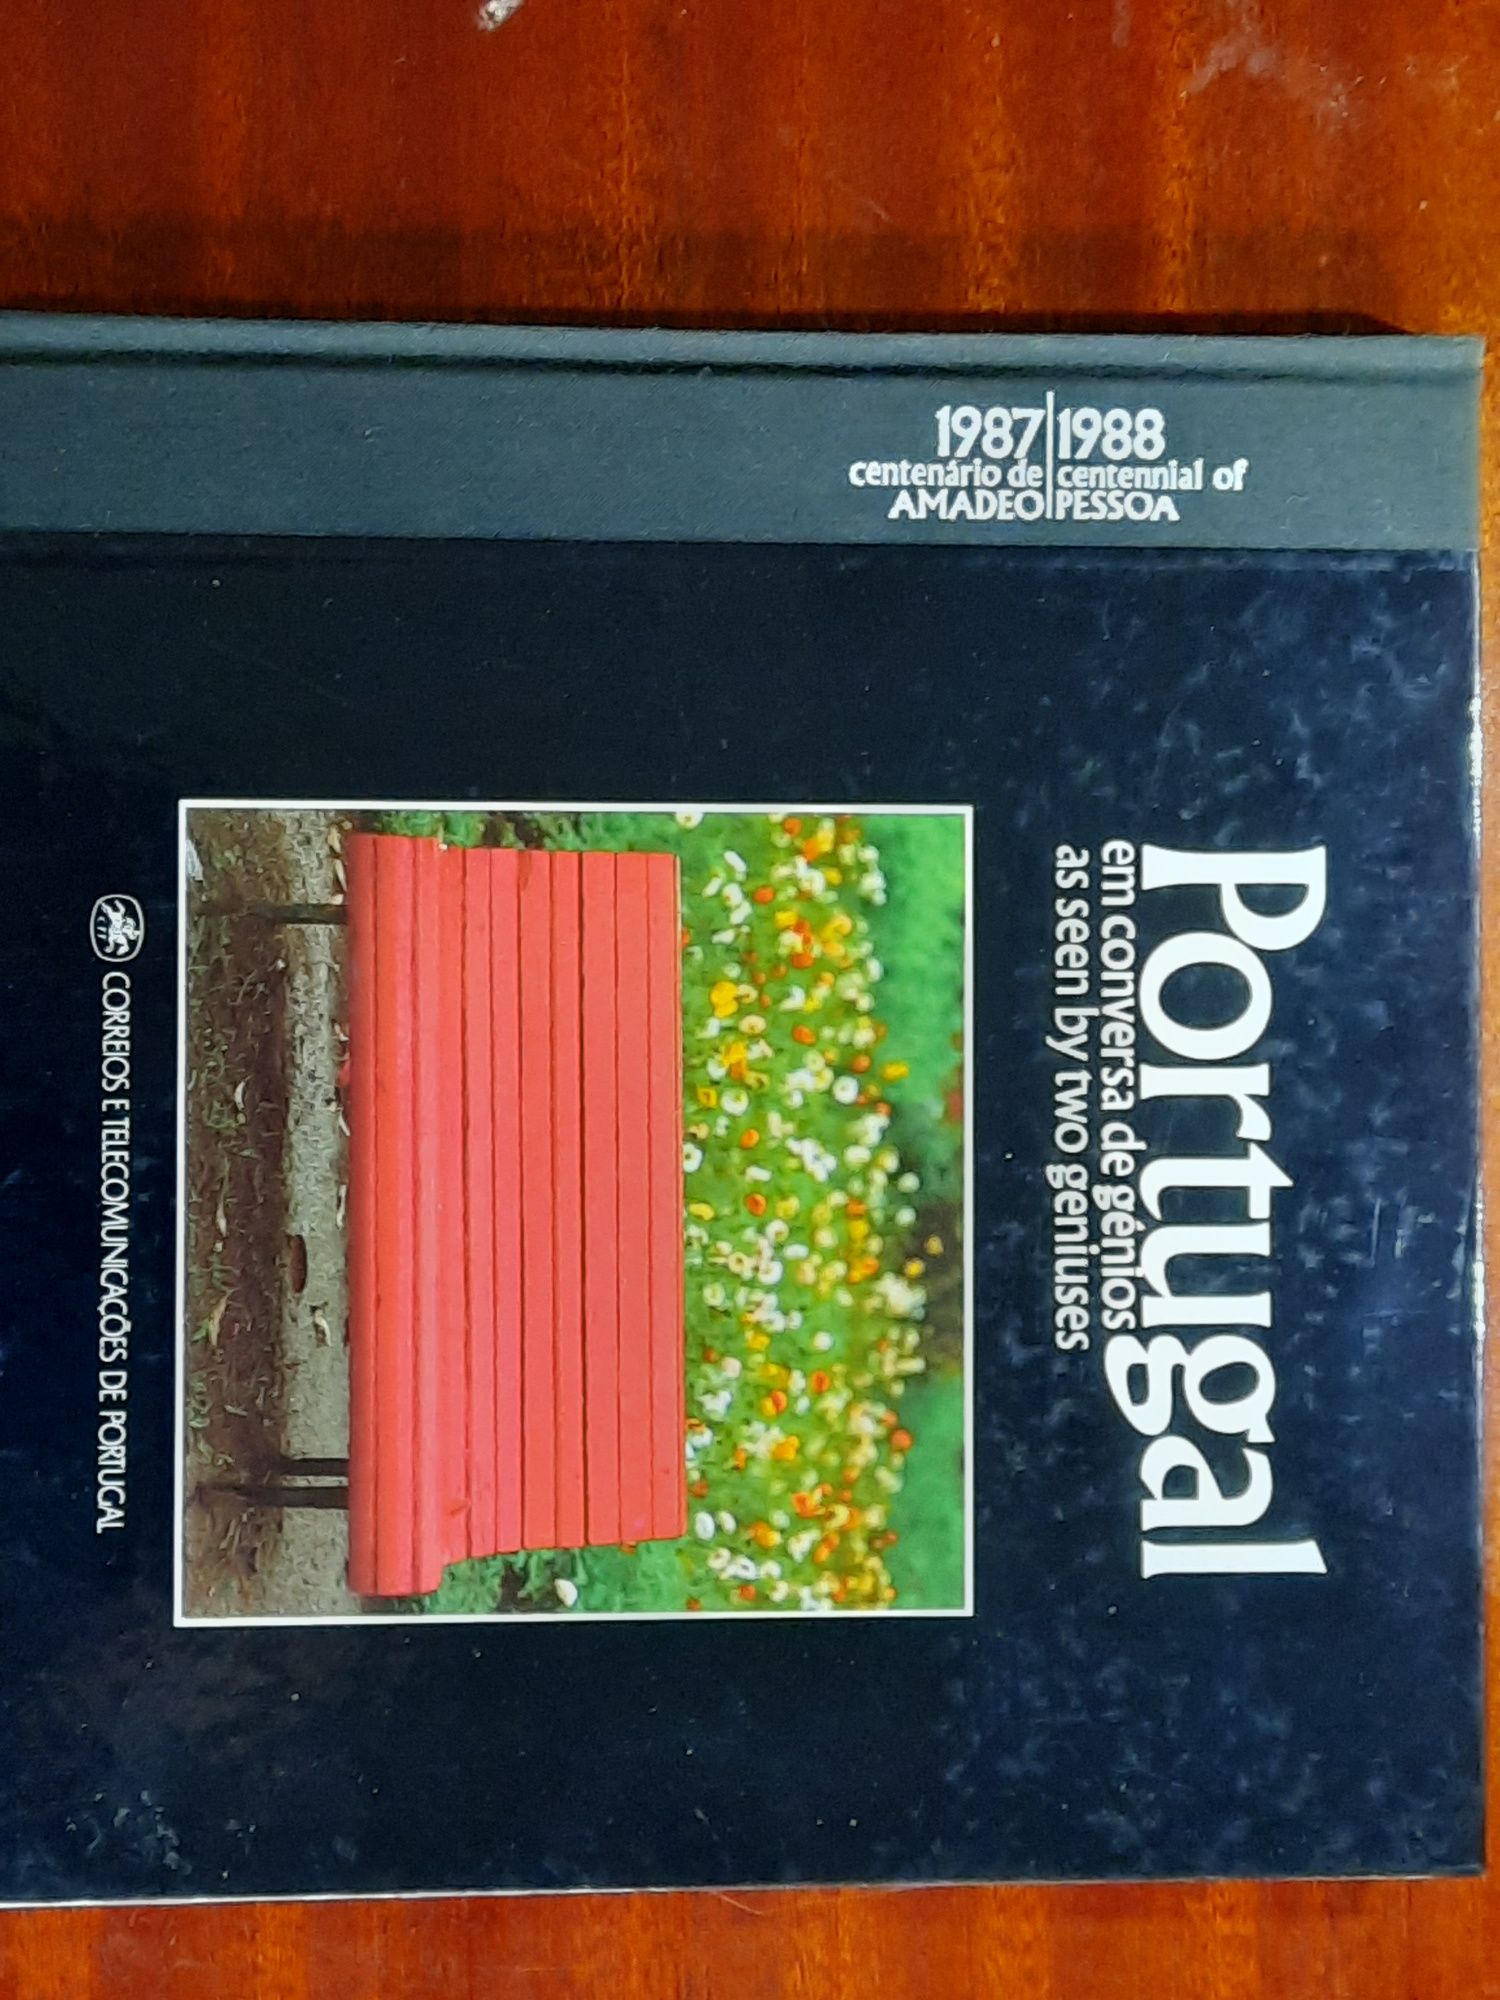 1987 | 1988
centenário de | centennial of
AMADEO | PESSOA
Portugal
em conversa de génios
as seen by two geniuses
CORREIOS E TELECOMUNICAÇÕES DE PORTUGAL